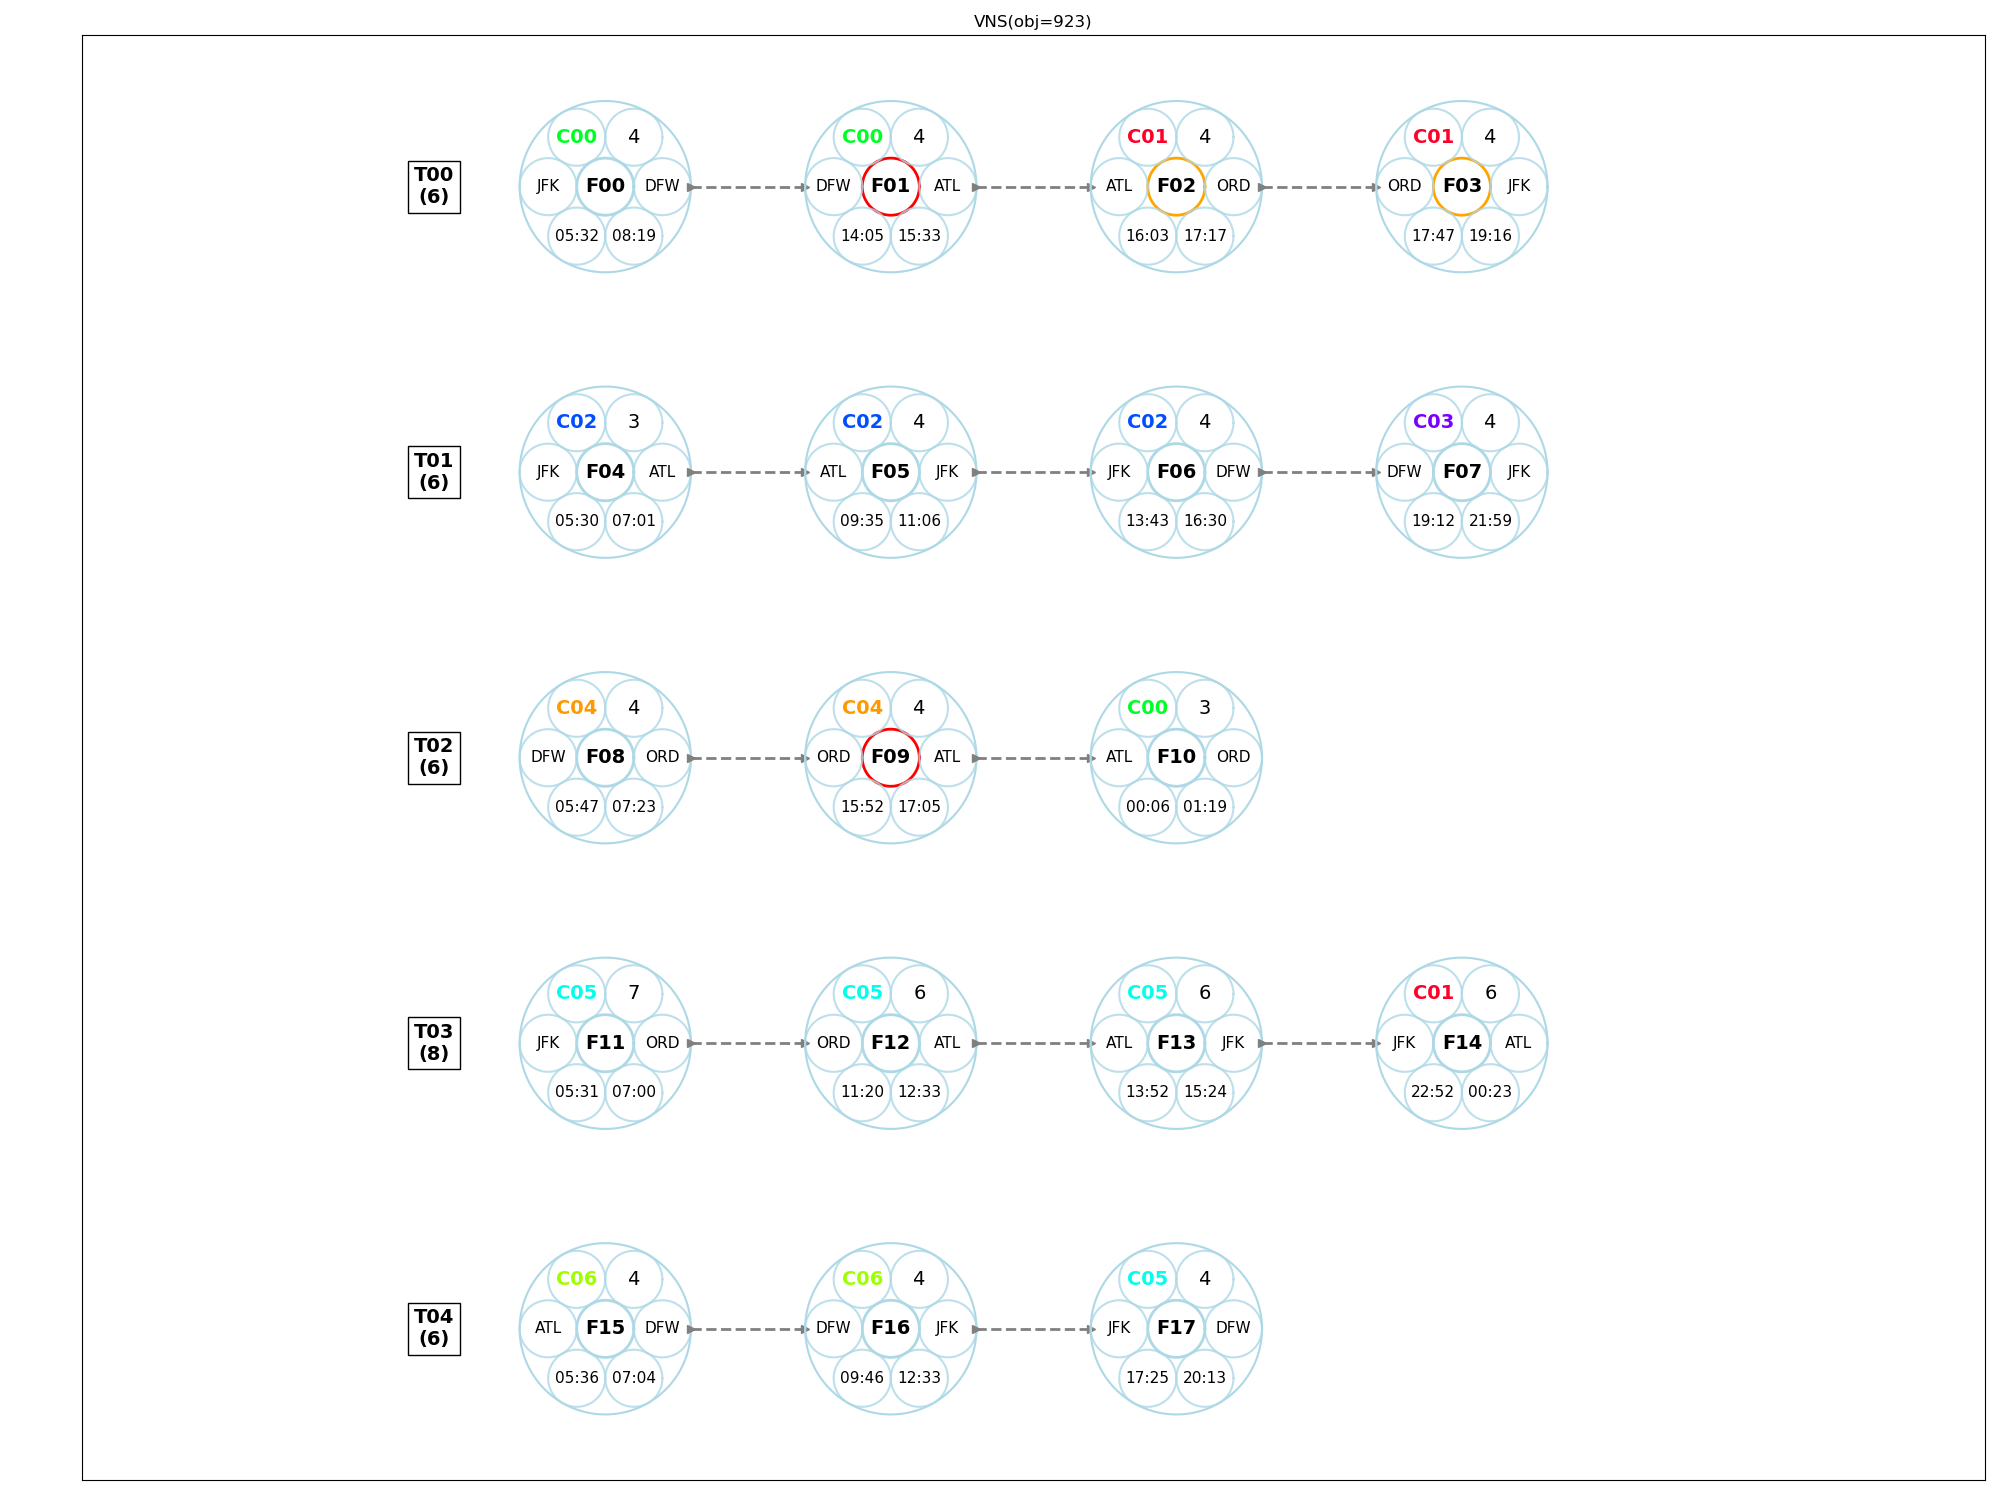 VNS(obj=923)
C00 4 C00 4 C01 4 C01 4
T00
(6)
JFK F00 DFW DFW F01 ATL ATL F02 ORD ORD F03 JFK
05:32 08:19 14:05 15:33 16:03 17:17 17:47 19:16
C02 3 C02 4 C02 4 C03 4
T01
(6)
JFK F04 ATL ATL F05 JFK JFK F06 DFW DFW F07 JFK
05:30 07:01 09:35 11:06 13:43 16:30 19:12 21:59
C04 4 C04 4 C00 3
T02
(6)
DFW F08 ORD ORD F09 ATL ATL F10 ORD
05:47 07:23 15:52 17:05 00:06 01:19
C05 7 C05 6 C05 6 C01 6
T03
(8)
JFK F11 ORD ORD F12 ATL ATL F13 JFK JFK F14 ATL
05:31 07:00 11:20 12:33 13:52 15:24 22:52 00:23
C06 4 C06 4 C05 4
T04
(6)
ATL F15 DFW DFW F16 JFK JFK F17 DFW
05:36 07:04 09:46 12:33 17:25 20:13